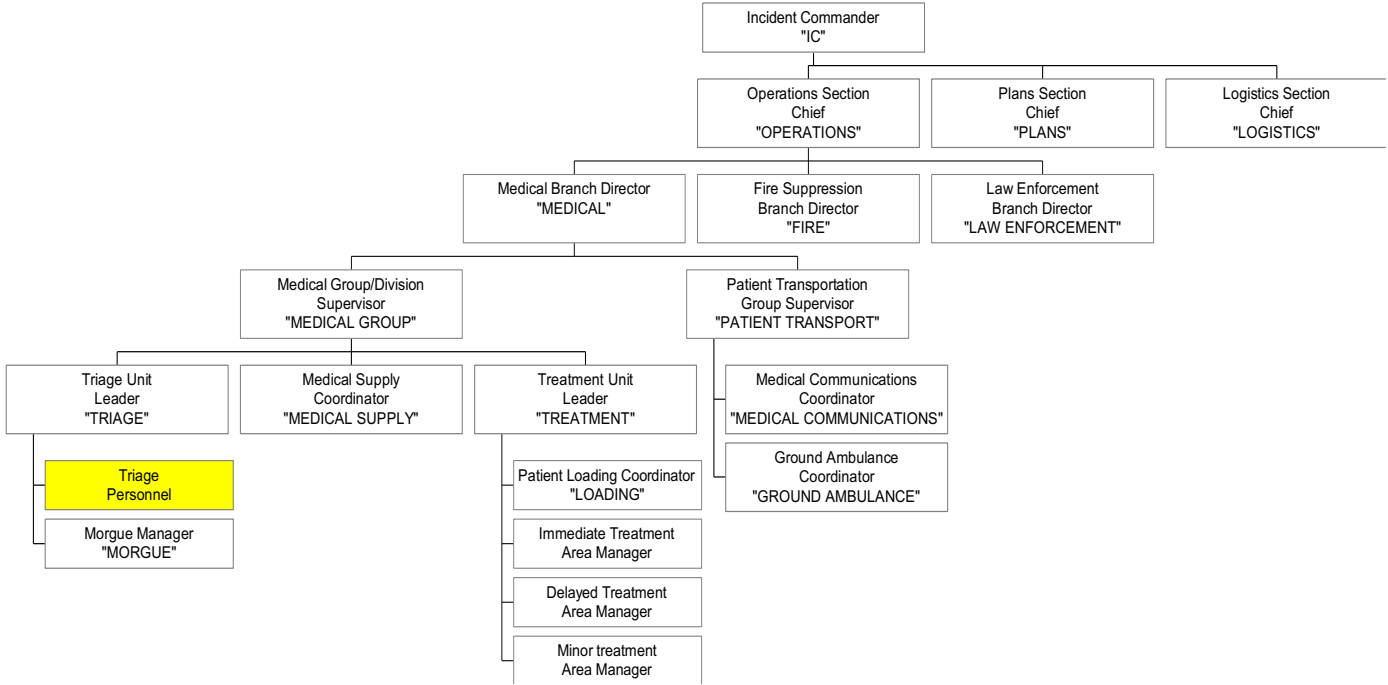 Incident Commander
"IC"
Operations Section
Chief
"OPERATIONS"
Plans Section
Chief
"PLANS"
Logistics Section
Chief
"LOGISTICS"
Medical Branch Director
"MEDICAL"
Fire Suppression
Branch Director
"FIRE"
Law Enforcement
Branch Director
"LAW ENFORCEMENT"
Medical Group/Division
Supervisor
"MEDICAL GROUP"
Patient Transportation
Group Supervisor
"PATIENT TRANSPORT"
Triage Unit
Leader
"TRIAGE"
Medical Supply
Coordinator
"MEDICAL SUPPLY"
Treatment Unit
Leader
"TREATMENT"
Medical Communications
Coordinator
"MEDICAL COMMUNICATIONS"
Triage
Personnel
Morgue Manager
"MORGUE"
Patient Loading Coordinator
"LOADING"
Immediate Treatment
Area Manager
Delayed Treatment
Area Manager
Minor treatment
Area Manager
Ground Ambulance
Coordinator
"GROUND AMBULANCE"